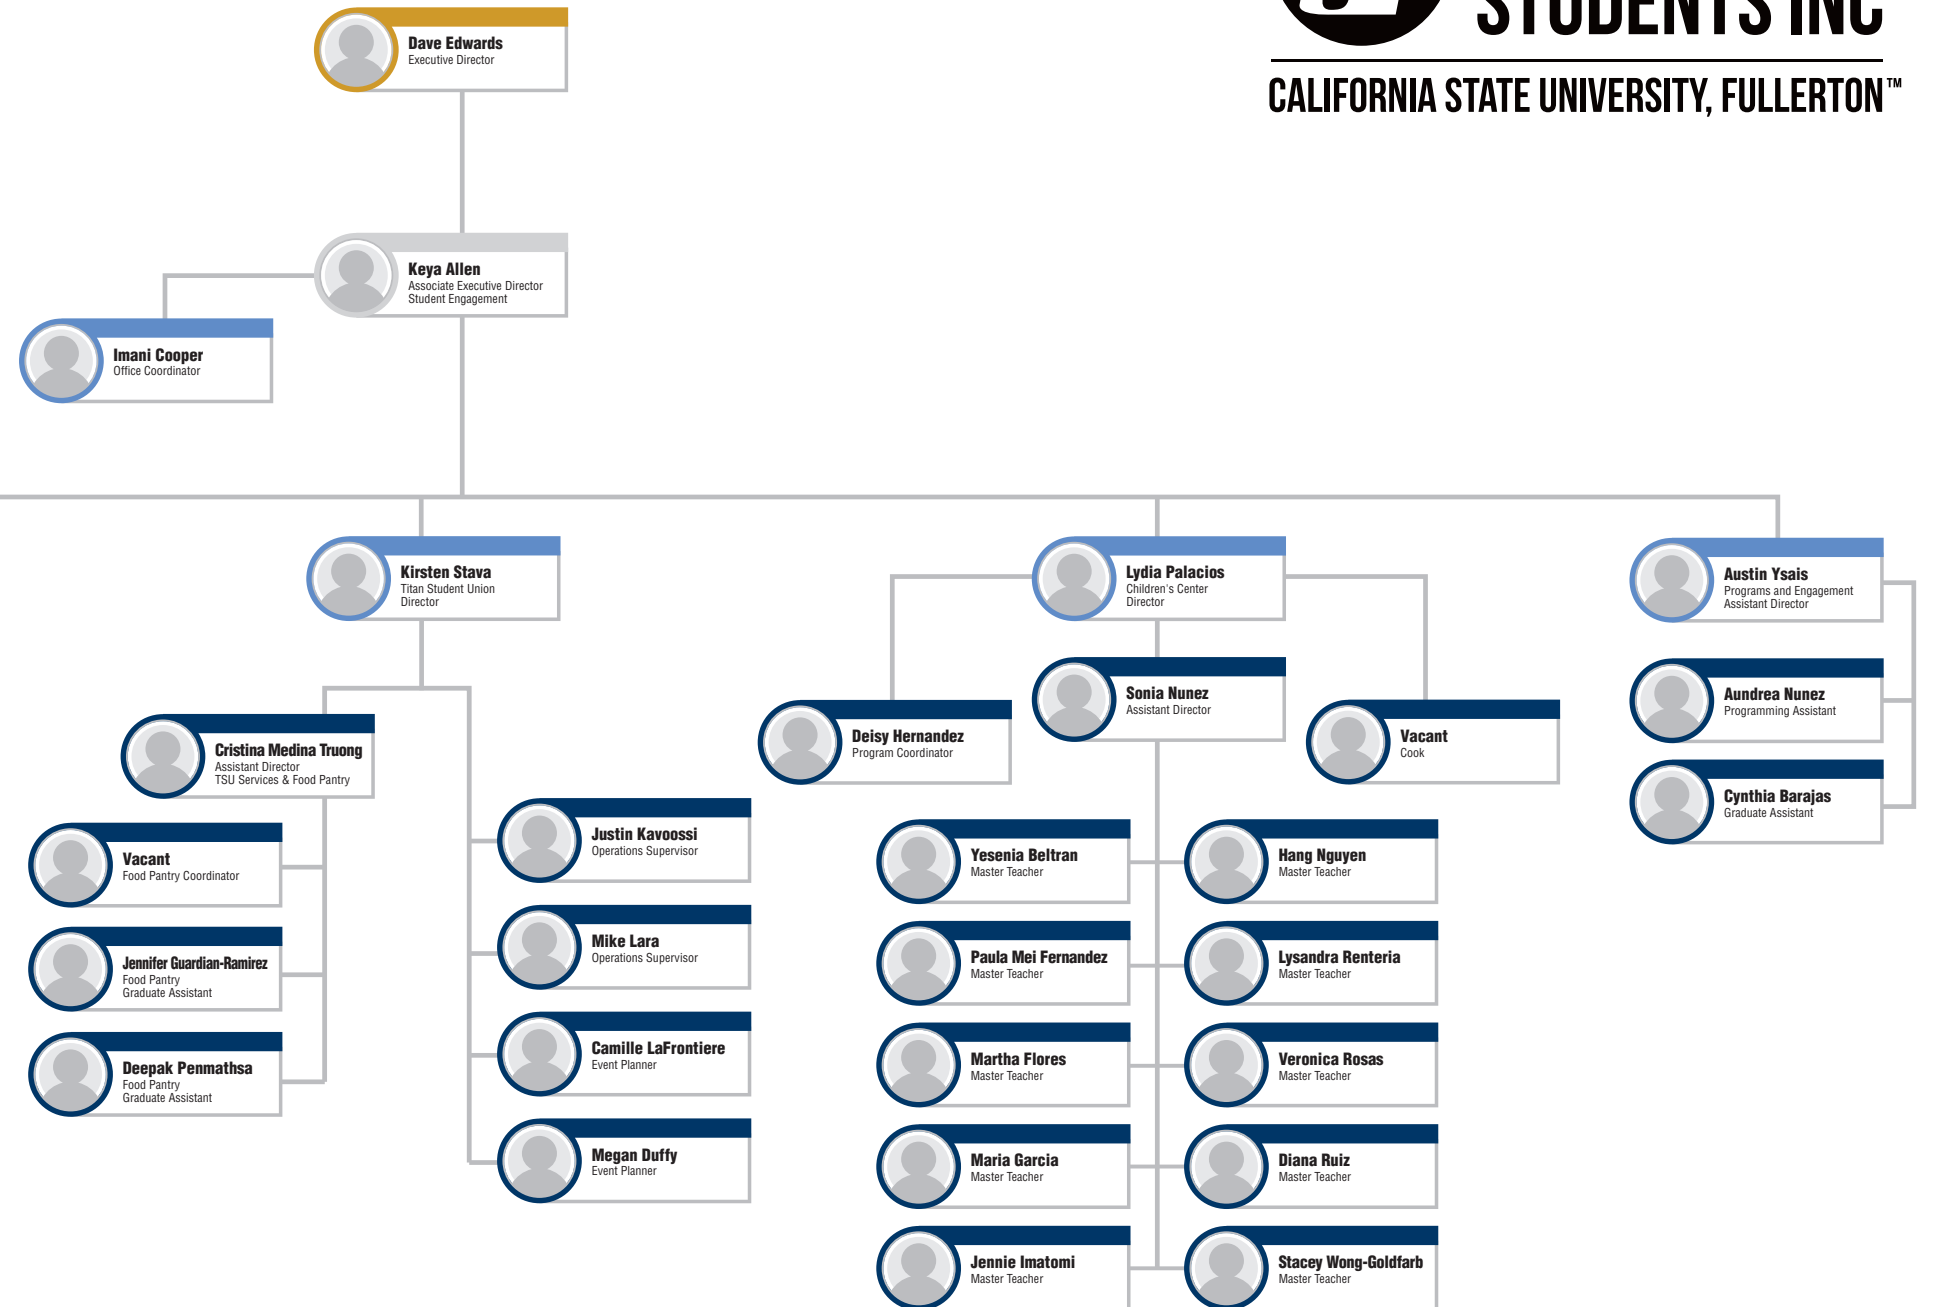 STUDENTS INC
CALIFORNIA STATE UNIVERSITY, FULLERTON™
Dave Edwards
Executive Director
Keya Allen
Associate Executive Director
Student Engagement
Imani Cooper
Office Coordinator
Kirsten Stava
Titan Student Union
Director
Cristina Medina Truong
Assistant Director
TSU Services & Food Pantry
Vacant
Food Pantry Coordinator
Jennifer Guardian-Ramirez
Food Pantry
Graduate Assistant
Deepak Penmathsa
Food Pantry
Graduate Assistant
Justin Kavoossi
Operations Supervisor
Mike Lara
Operations Supervisor
Camille LaFrontiere
Event Planner
Megan Duffy
Event Planner
Lydia Palacios
Children's Center
Director
Deisy Hernandez
Program Coordinator
Sonia Nunez
Assistant Director
Vacant
Cook
Yesenia Beltran
Master Teacher
Hang Nguyen
Master Teacher
Paula Mei Fernandez
Master Teacher
Lysandra Renteria
Master Teacher
Martha Flores
Master Teacher
Veronica Rosas
Master Teacher
Maria Garcia
Master Teacher
Diana Ruiz
Master Teacher
Jennie Imatomi
Master Teacher
Stacey Wong-Goldfarb
Master Teacher
Austin Ysais
Programs and Engagement
Assistant Director
Aundrea Nunez
Programming Assistant
Cynthia Barajas
Graduate Assistant